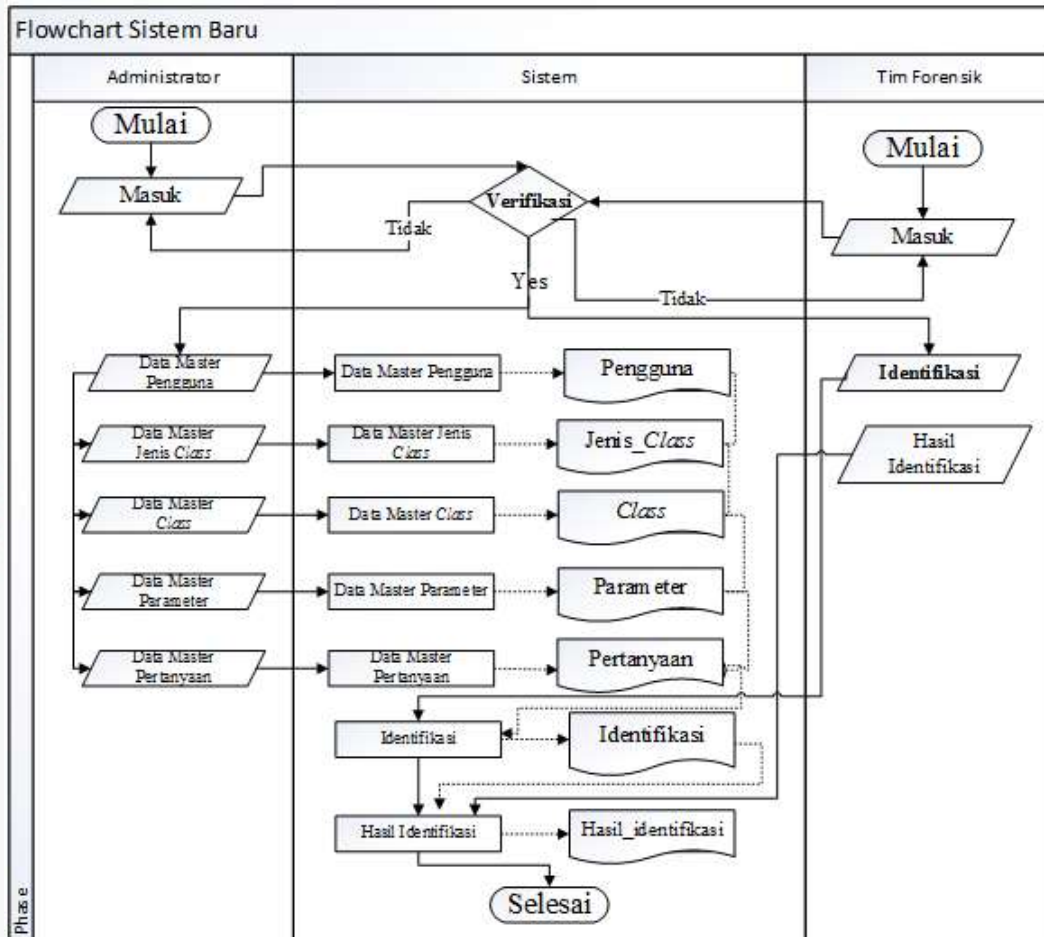 Flowchart Sistem Baru
Administrator
Sistem
Tim Forensik
Mulai
Mulai
Masuk
Verifikasi
Masuk
Tidak
Yes
Tidak
Data Master
Pengguna
Data Master Pengguna
Pengguna
Identifikasi
Data Master
Jenis Class
Data Master Jenis
Class
Jenis_Class
Hasil
Identifikasi
Data Master
Class
Data Master Class
Class
Data Master
Parameter
Data Master Parameter
Parameter
Data Master
Pertanyaan
Data Master
Pertanyaan
Pertanyaan
Identifikasi
Identifikasi
Hasil Identifikasi
Hasil_identifikasi
Selesai
Phase